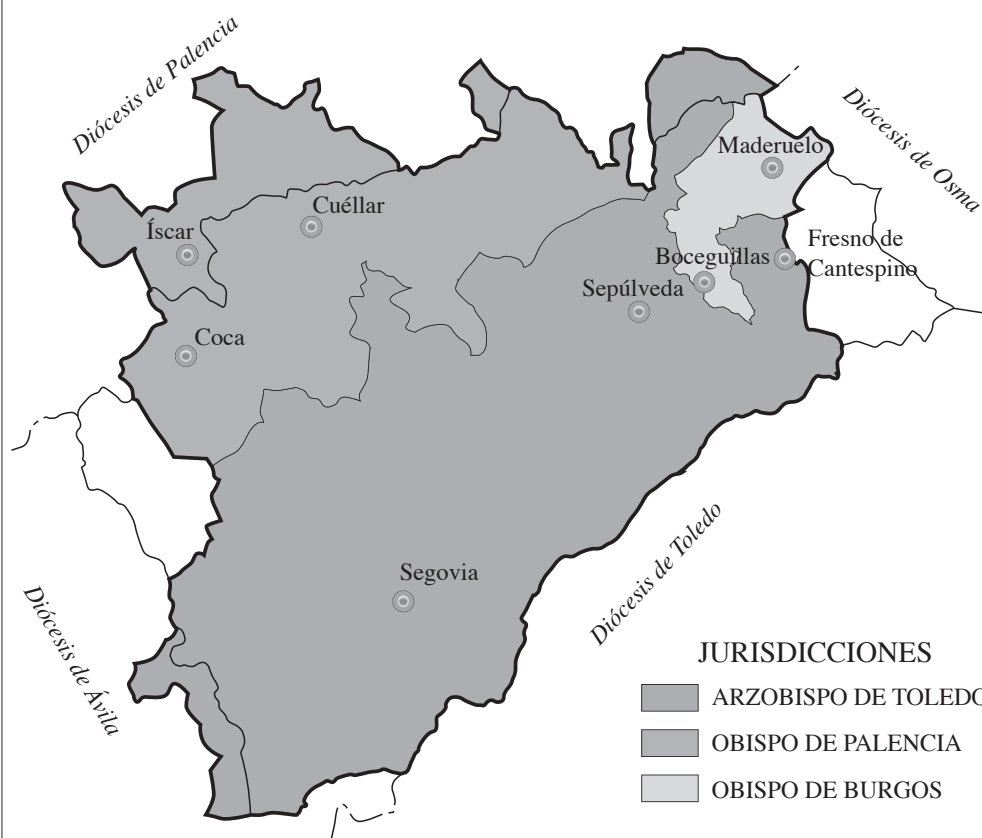 Diócesis de Palencia
Diócesis de Osma
Maderuelo
Cuéllar
Íscar
Fresno de
Cantespino
Boceguillas
Sepúlveda
Coca
Segovia
Diócesis de Toledo
Diócesis de Ávila
JURISDICCIONES
ARZOBISPO DE TOLEDO
OBISPO DE PALENCIA
OBISPO DE BURGOS